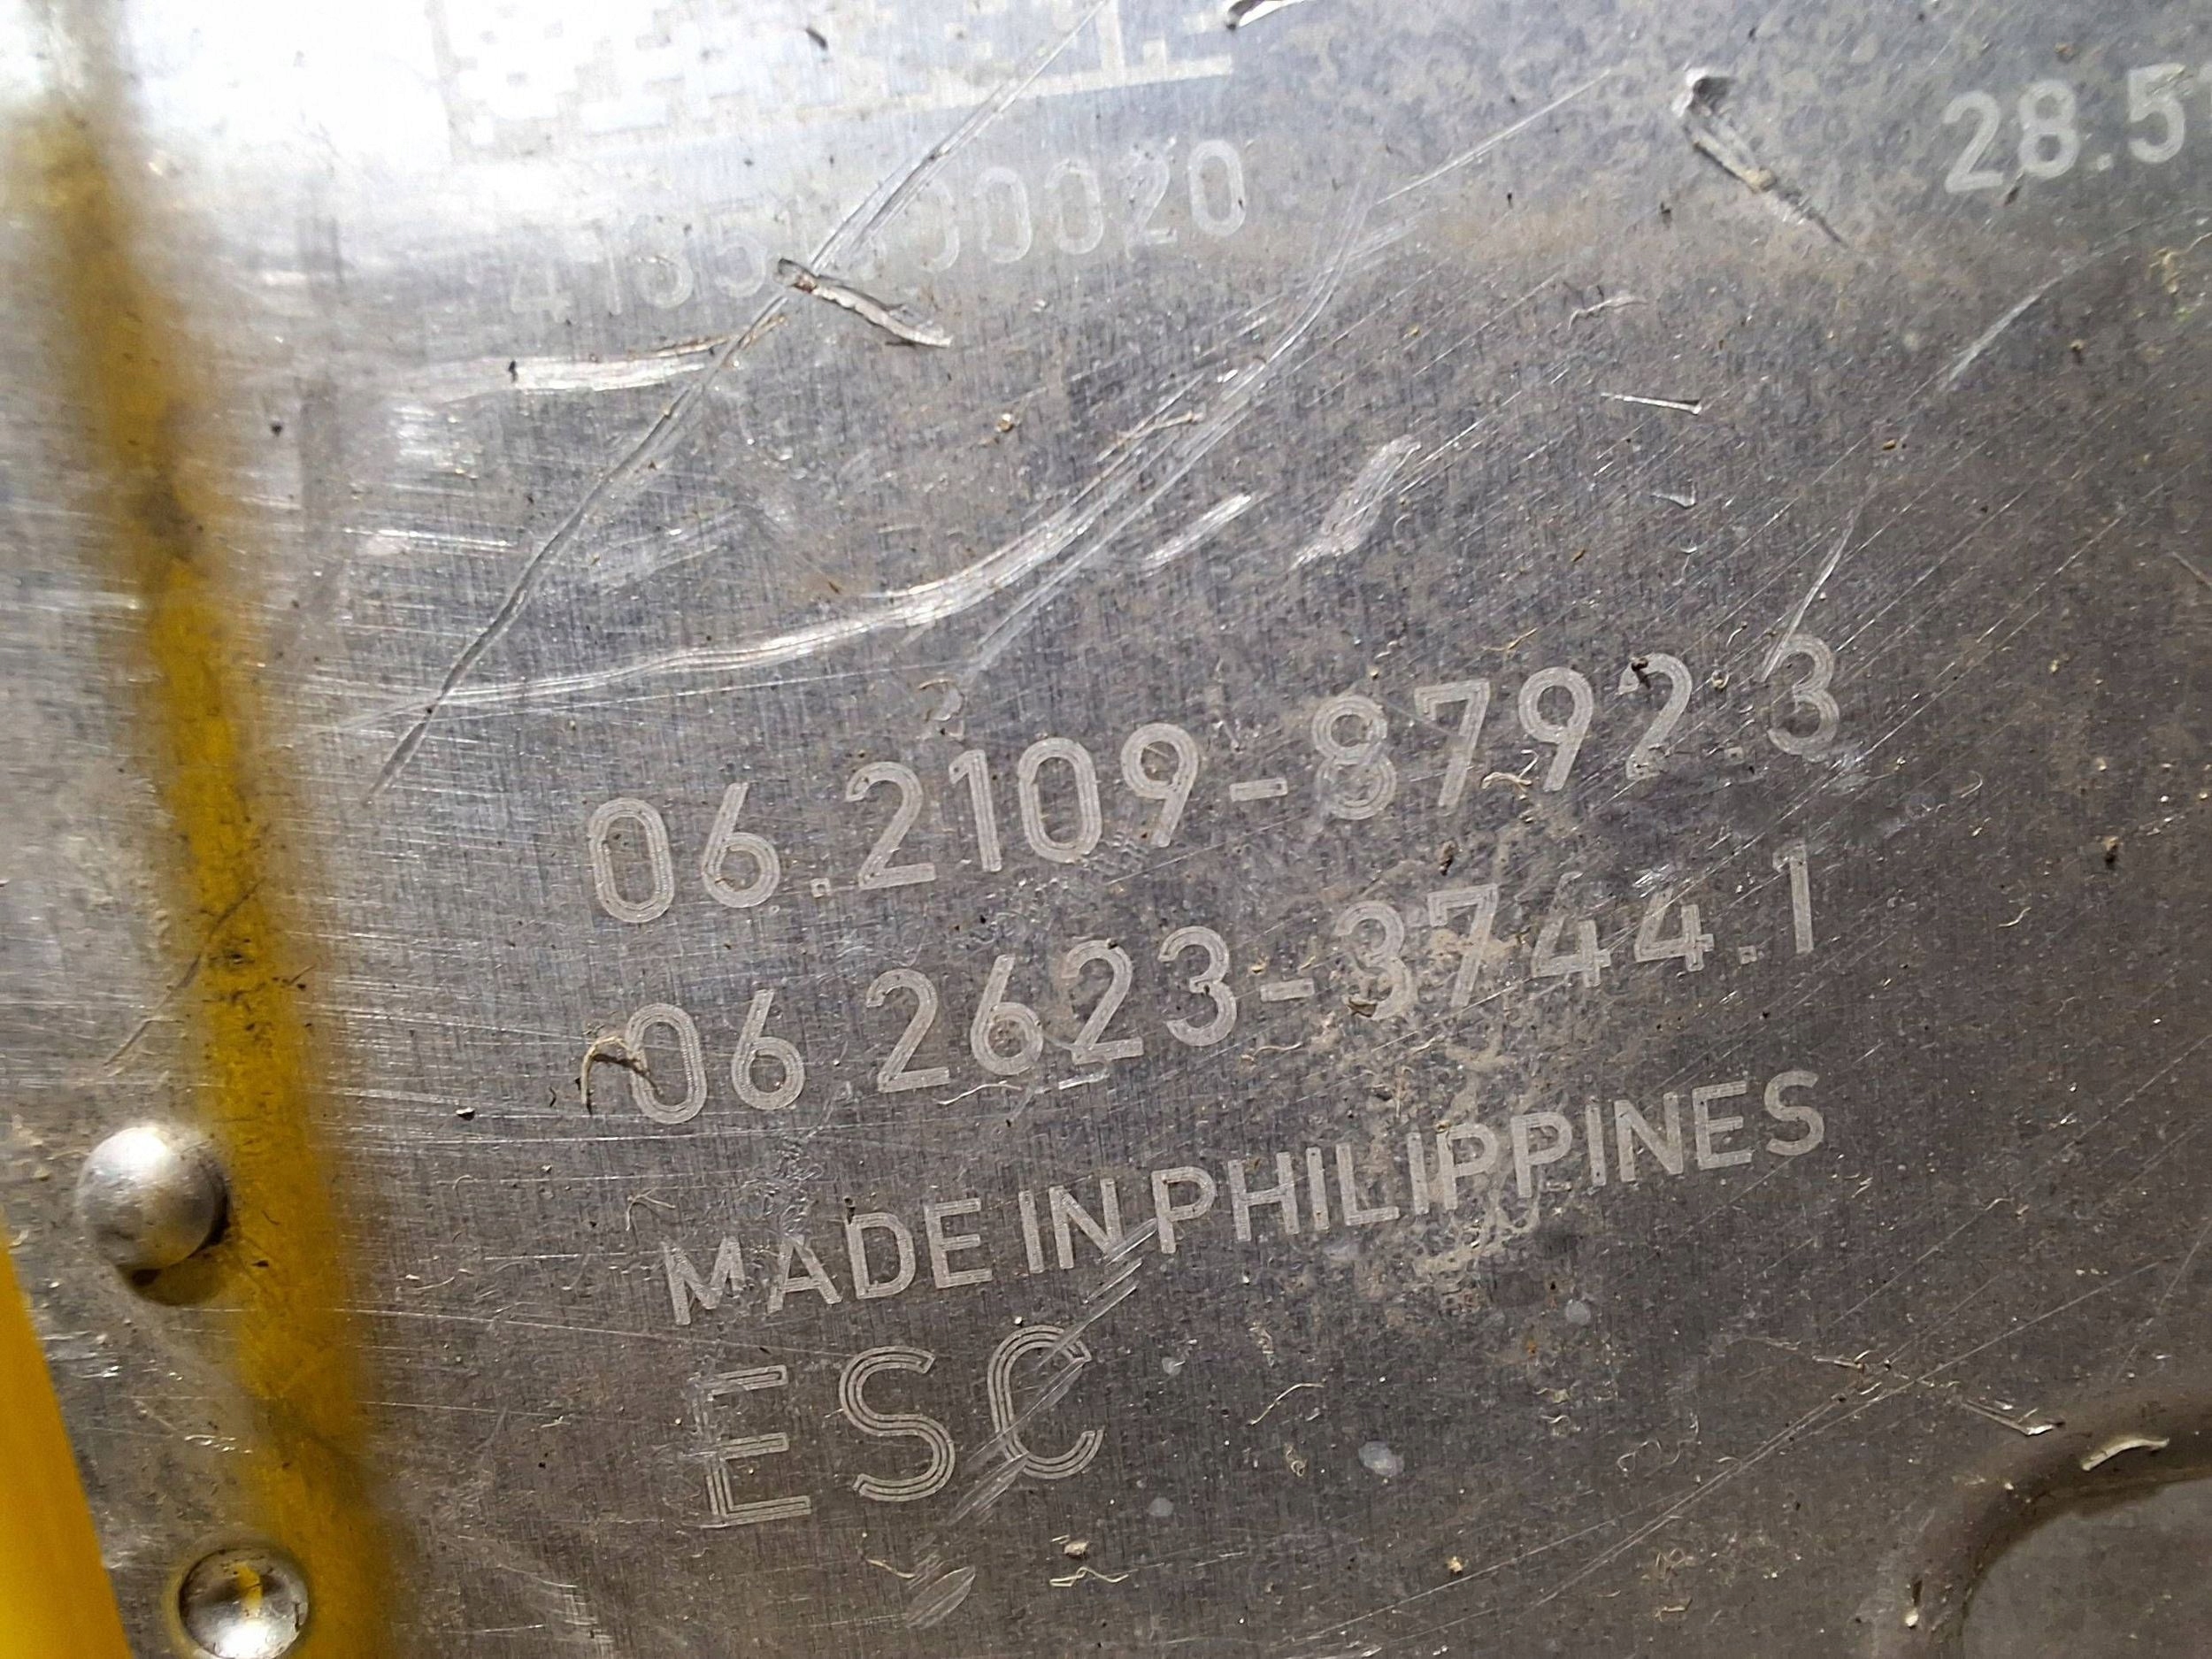 28.5
06.2109-8792.3
06.2623-3744.1
MADE IN PHILIPPINES
ESC